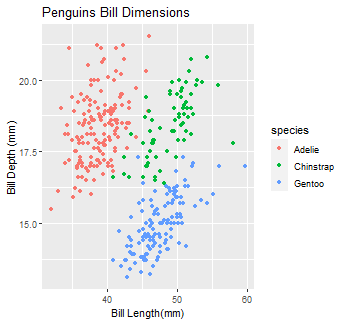 Penguins Bill Dimensions
Bill Depth (mm)
20.0
17.5
15.0
40
50
60
Bill Length(mm)
species
Adelie
Chinstrap
Gentoo